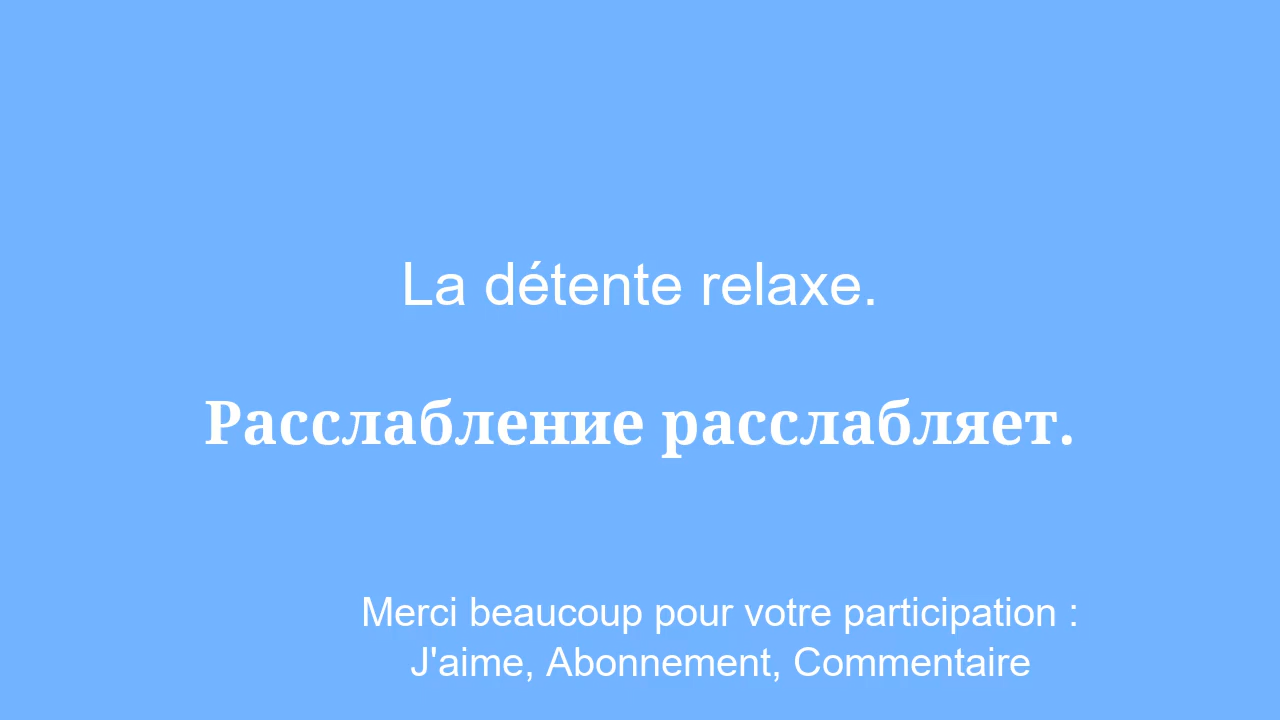 La détente relaxe.
Расслабление расслабляет.
Merci beaucoup pour votre participation :
J'aime, Abonnement, Commentaire